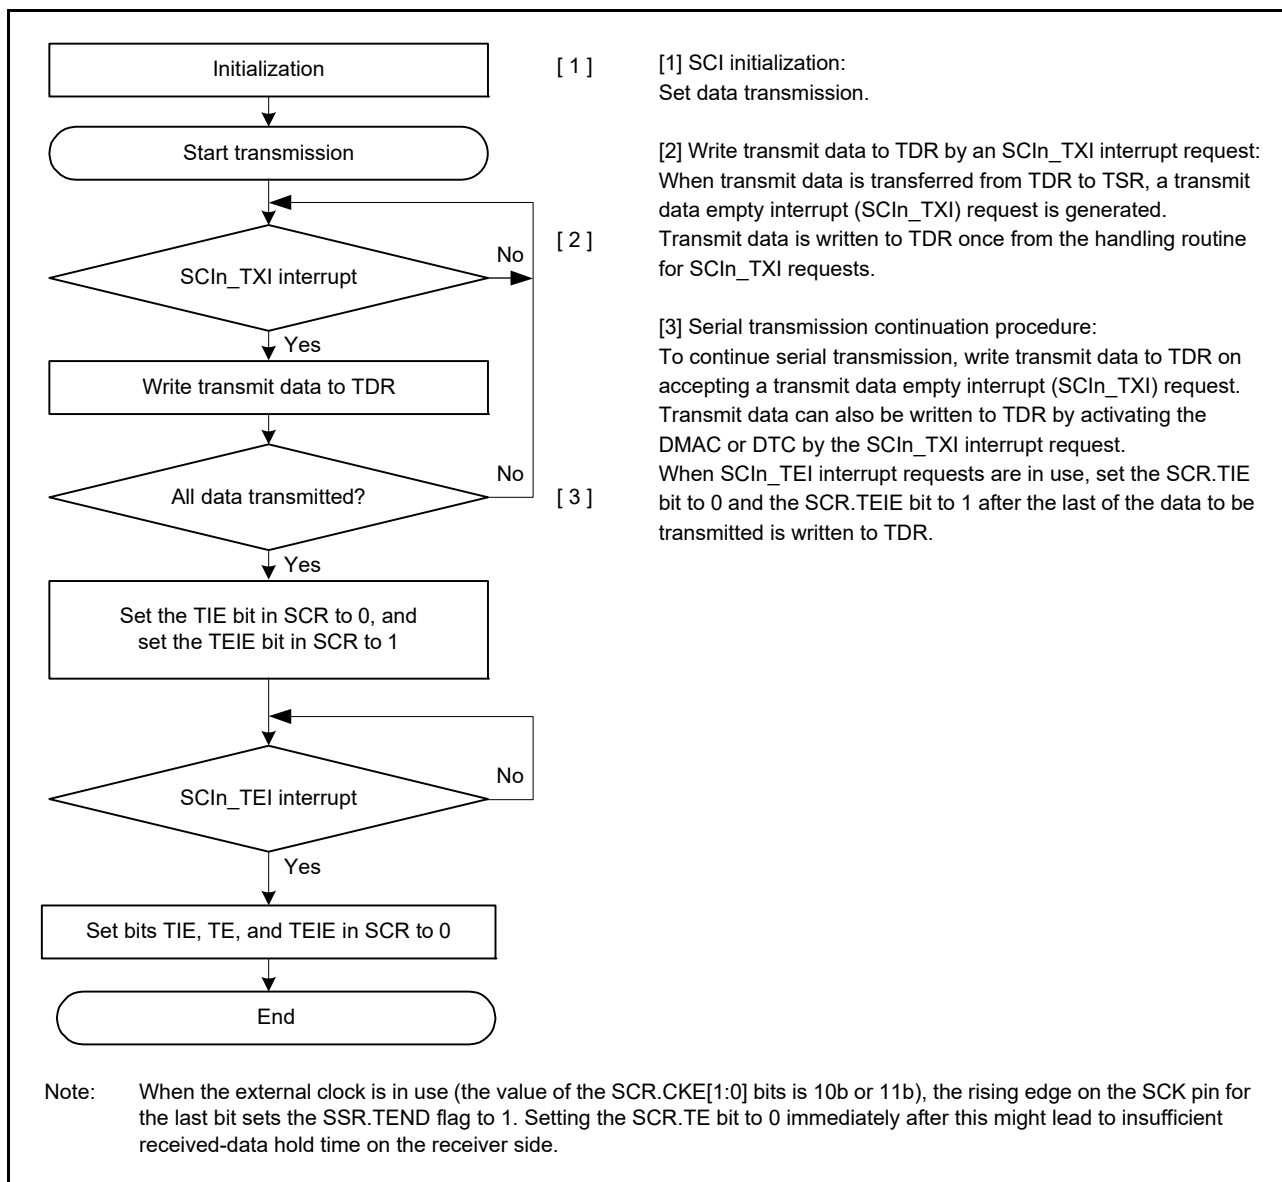 Initialization
[ 1 ]
[1] SCI initialization:
Set data transmission.
Start transmission
[2] Write transmit data to TDR by an SCIn_TXI interrupt request:
When transmit data is transferred from TDR to TSR, a transmit
data empty interrupt (SCIn_TXI) request is generated.
Transmit data is written to TDR once from the handling routine
for SCIn_TXI requests.
[ 2 ]
No
SCIn_TXI interrupt
Yes
[3] Serial transmission continuation procedure:
To continue serial transmission, write transmit data to TDR on
accepting a transmit data empty interrupt (SCIn_TXI) request.
Transmit data can also be written to TDR by activating the
DMAC or DTC by the SCIn_TXI interrupt request.
When SCIn_TEI interrupt requests are in use, set the SCR.TIE
bit to 0 and the SCR.TEIE bit to 1 after the last of the data to be
transmitted is written to TDR.
Write transmit data to TDR
No
All data transmitted?
[ 3 ]
Yes
Set the TIE bit in SCR to 0, and
set the TEIE bit in SCR to 1
No
SCIn_TEI interrupt
Yes
Set bits TIE, TE, and TEIE in SCR to 0
End
Note: When the external clock is in use (the value of the SCR.CKE[1:0] bits is 10b or 11b), the rising edge on the SCK pin for
the last bit sets the SSR.TEND flag to 1. Setting the SCR.TE bit to 0 immediately after this might lead to insufficient
received-data hold time on the receiver side.